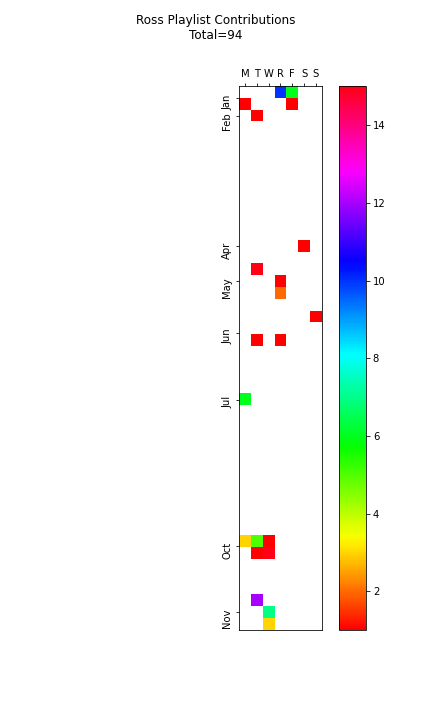 Ross Playlist Contributions
Total=94
M T W R F S S
Jan
Feb
Apr
May
Jun
Jul
Oct
Nov
14
12
10
8
6
4
2